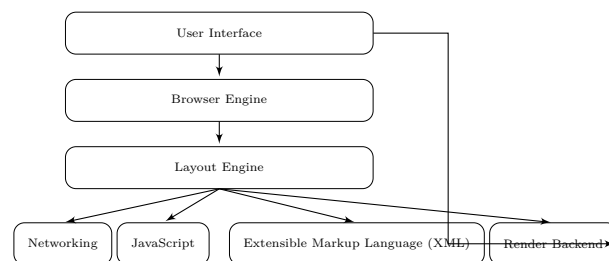 User Interface
Browser Engine
Layout Engine
Networking
JavaScript
Extensible Markup Language (XML)
Render Backend